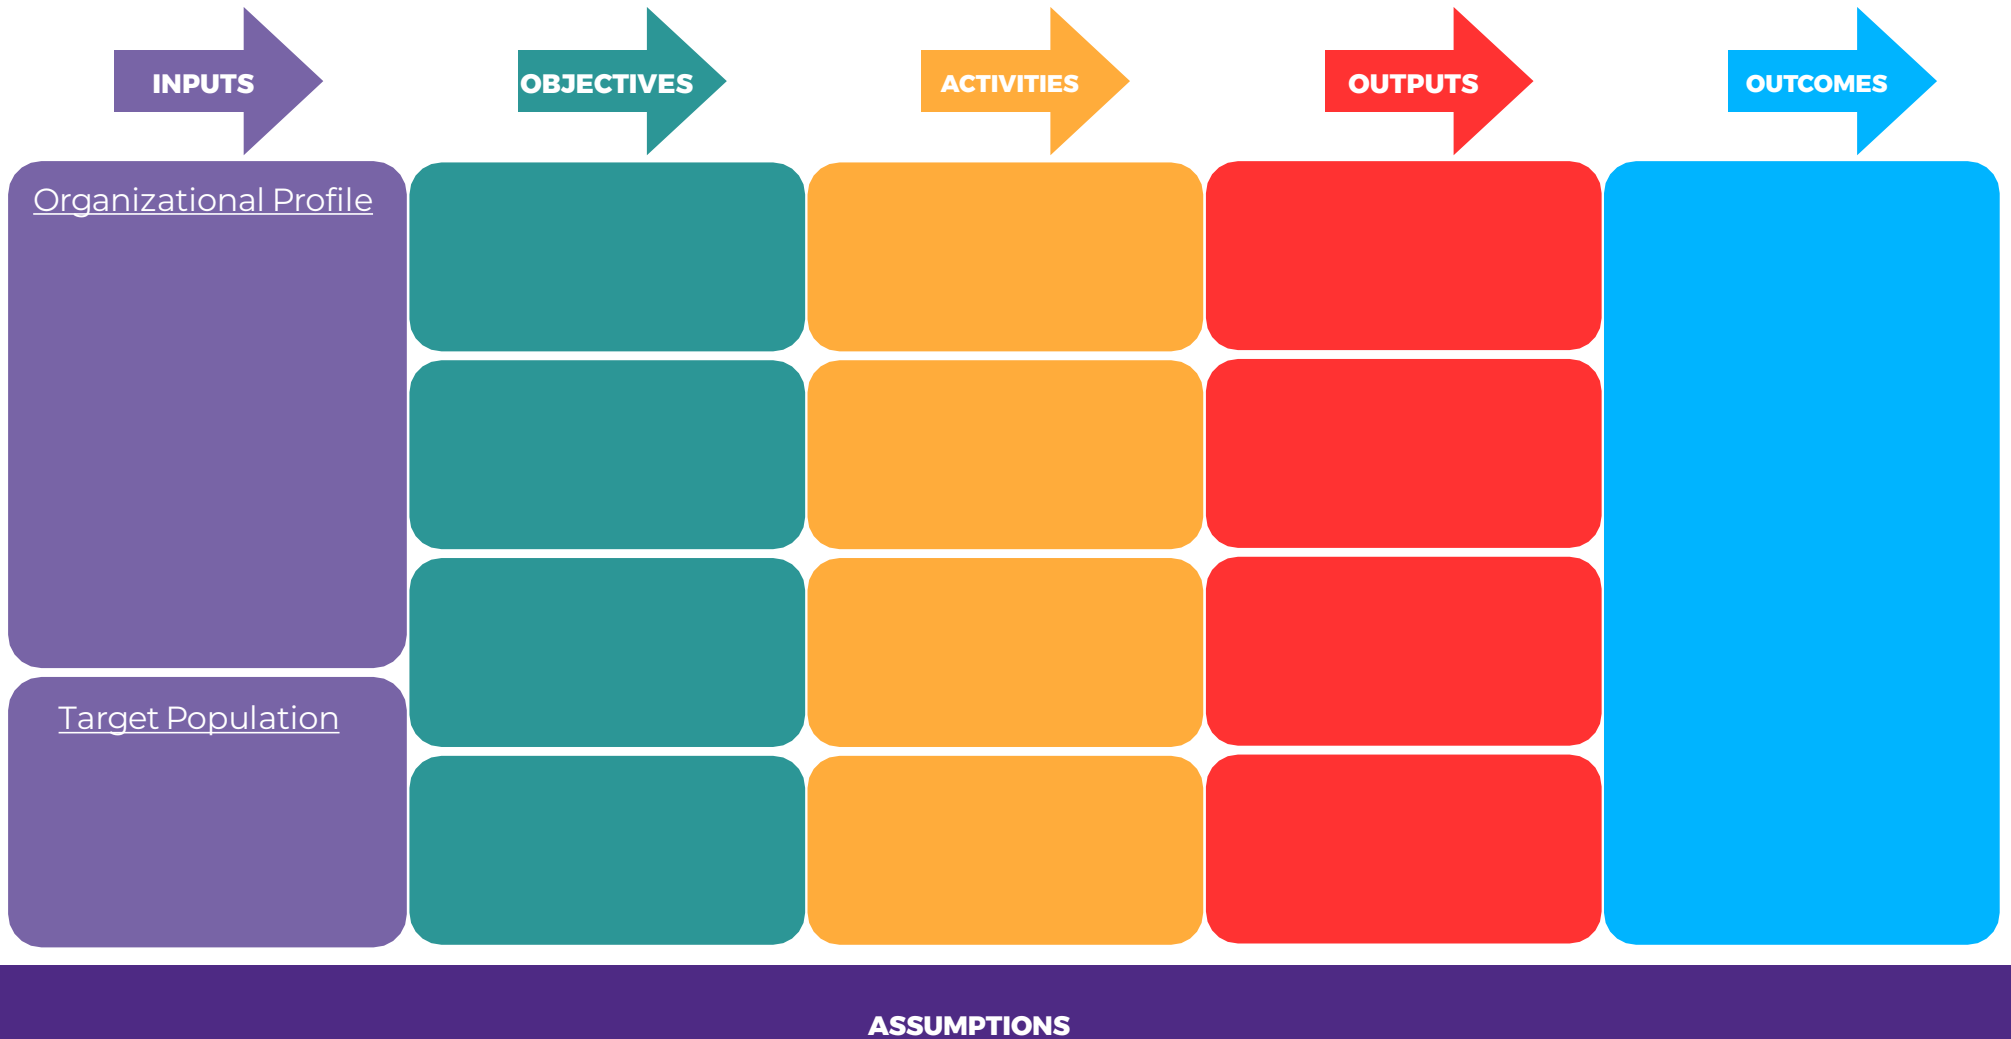 INPUTS
OBJECTIVES
ACTIVITIES
OUTPUTS
OUTCOMES
Organizational Profile
Target Population
ASSUMPTIONS